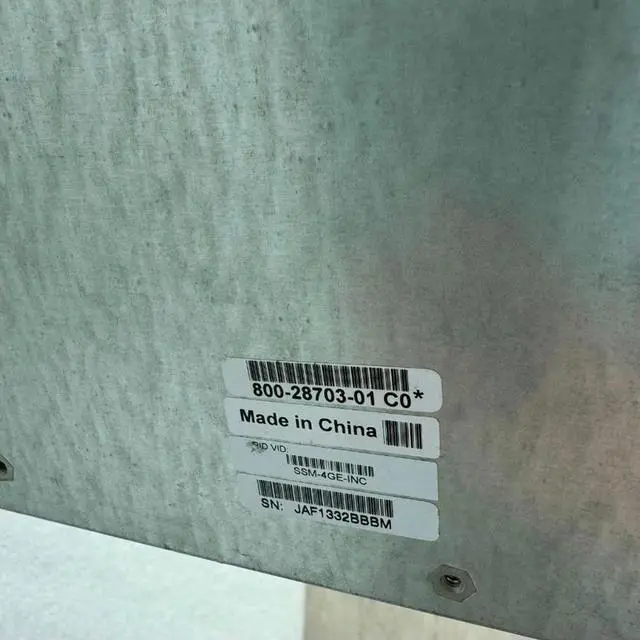 800-28703-01 C0*
Made in China
PID VID
SSM-4GE-INC
SN: JAF1332BBBM